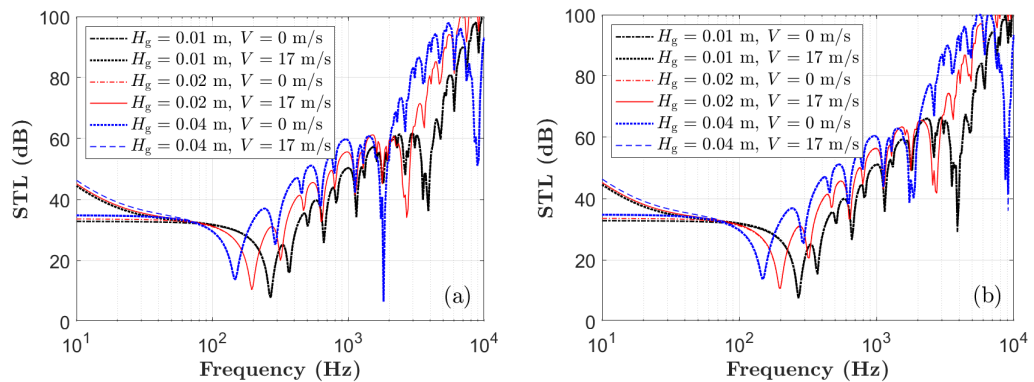 100
80
60
40
20
0
STL (dB)
H_g = 0.01 m, V = 0 m/s
H_g = 0.01 m, V = 17 m/s
H_g = 0.02 m, V = 0 m/s
H_g = 0.02 m, V = 17 m/s
H_g = 0.04 m, V = 0 m/s
H_g = 0.04 m, V = 17 m/s
(a)
10^1 10^2 10^3 10^4
Frequency (Hz)
100
80
60
40
20
0
STL (dB)
H_g = 0.01 m, V = 0 m/s
H_g = 0.01 m, V = 17 m/s
H_g = 0.02 m, V = 0 m/s
H_g = 0.02 m, V = 17 m/s
H_g = 0.04 m, V = 0 m/s
H_g = 0.04 m, V = 17 m/s
(b)
10^1 10^2 10^3 10^4
Frequency (Hz)